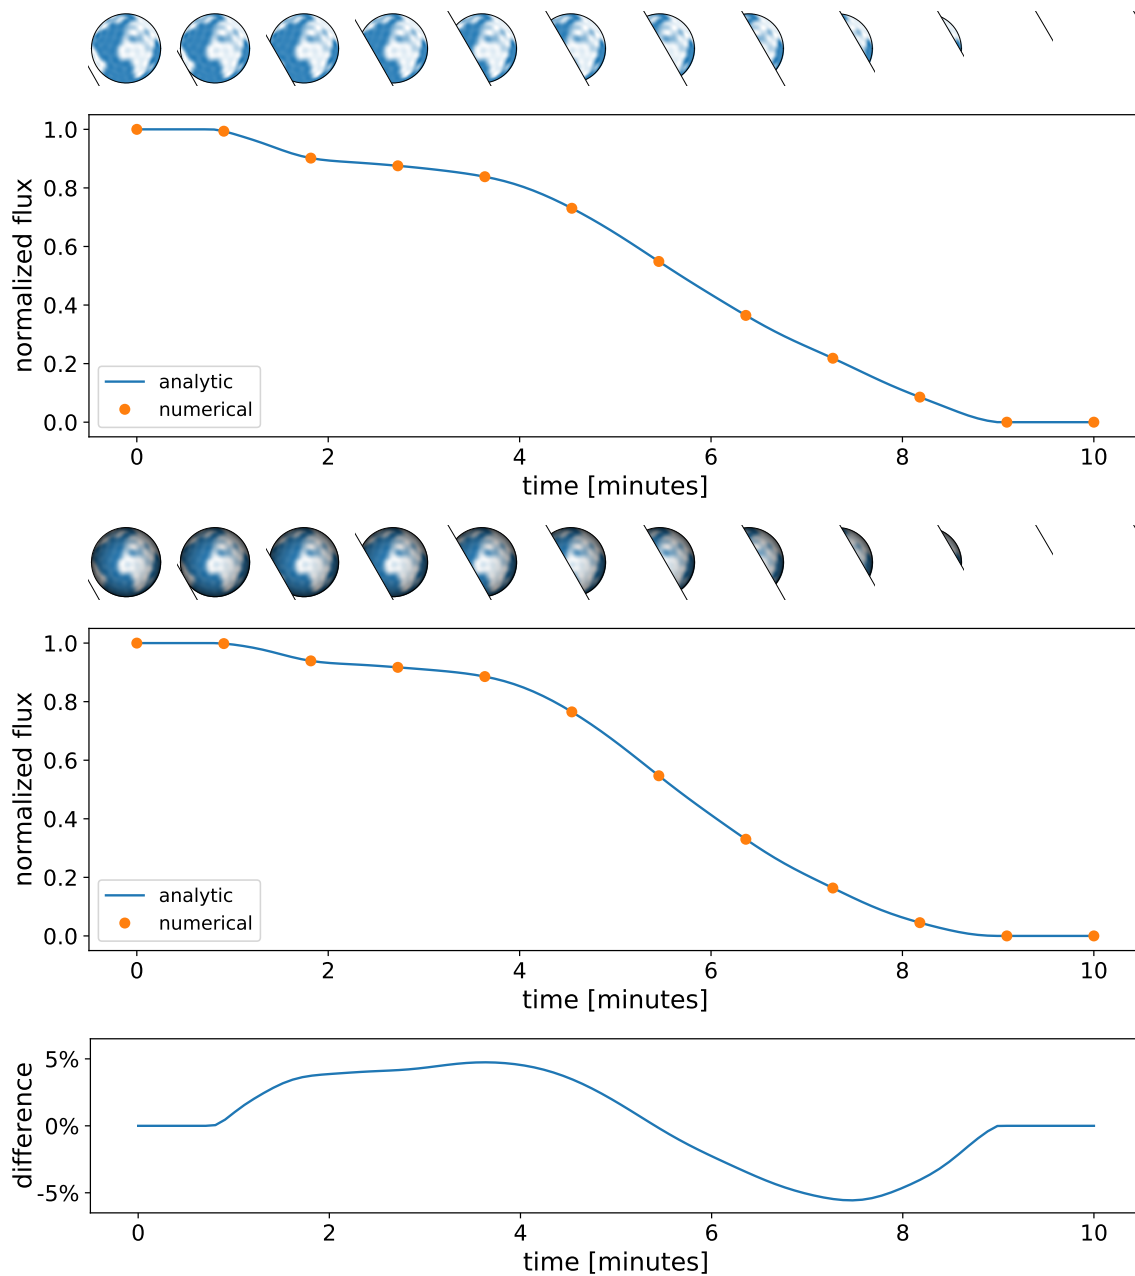 1.0
0.8
0.6
0.4
0.2
0.0
normalized flux
analytic
numerical
0 2 4 6 8 10
time [minutes]
1.0
0.8
0.6
0.4
0.2
0.0
normalized flux
analytic
numerical
0 2 4 6 8 10
time [minutes]
5%
0%
-5%
difference
0 2 4 6 8 10
time [minutes]